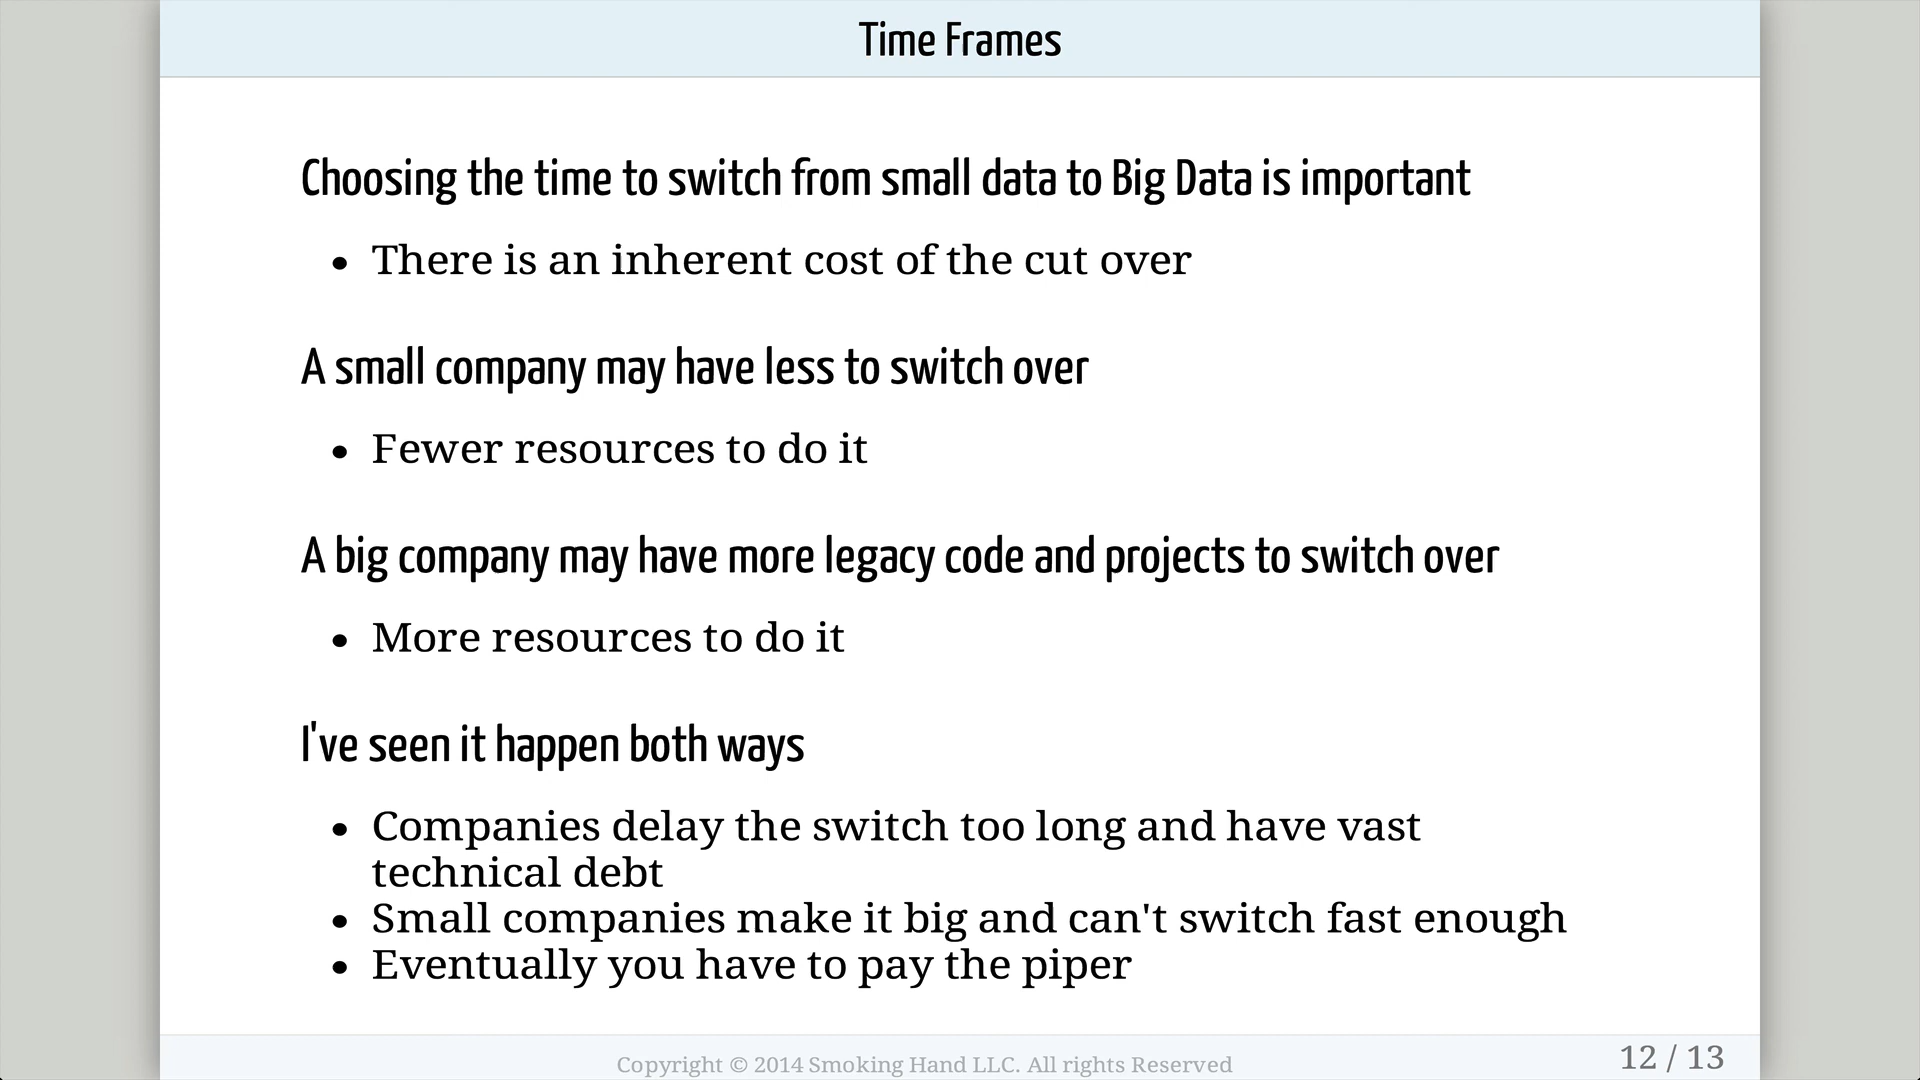 Time Frames
Choosing the time to switch from small data to Big Data is important
• There is an inherent cost of the cut over
A small company may have less to switch over
• Fewer resources to do it
A big company may have more legacy code and projects to switch over
• More resources to do it
I've seen it happen both ways
• Companies delay the switch too long and have vast
technical debt
• Small companies make it big and can't switch fast enough
• Eventually you have to pay the piper
Copyright © 2014 Smoking Hand LLC. All rights Reserved
12 / 13